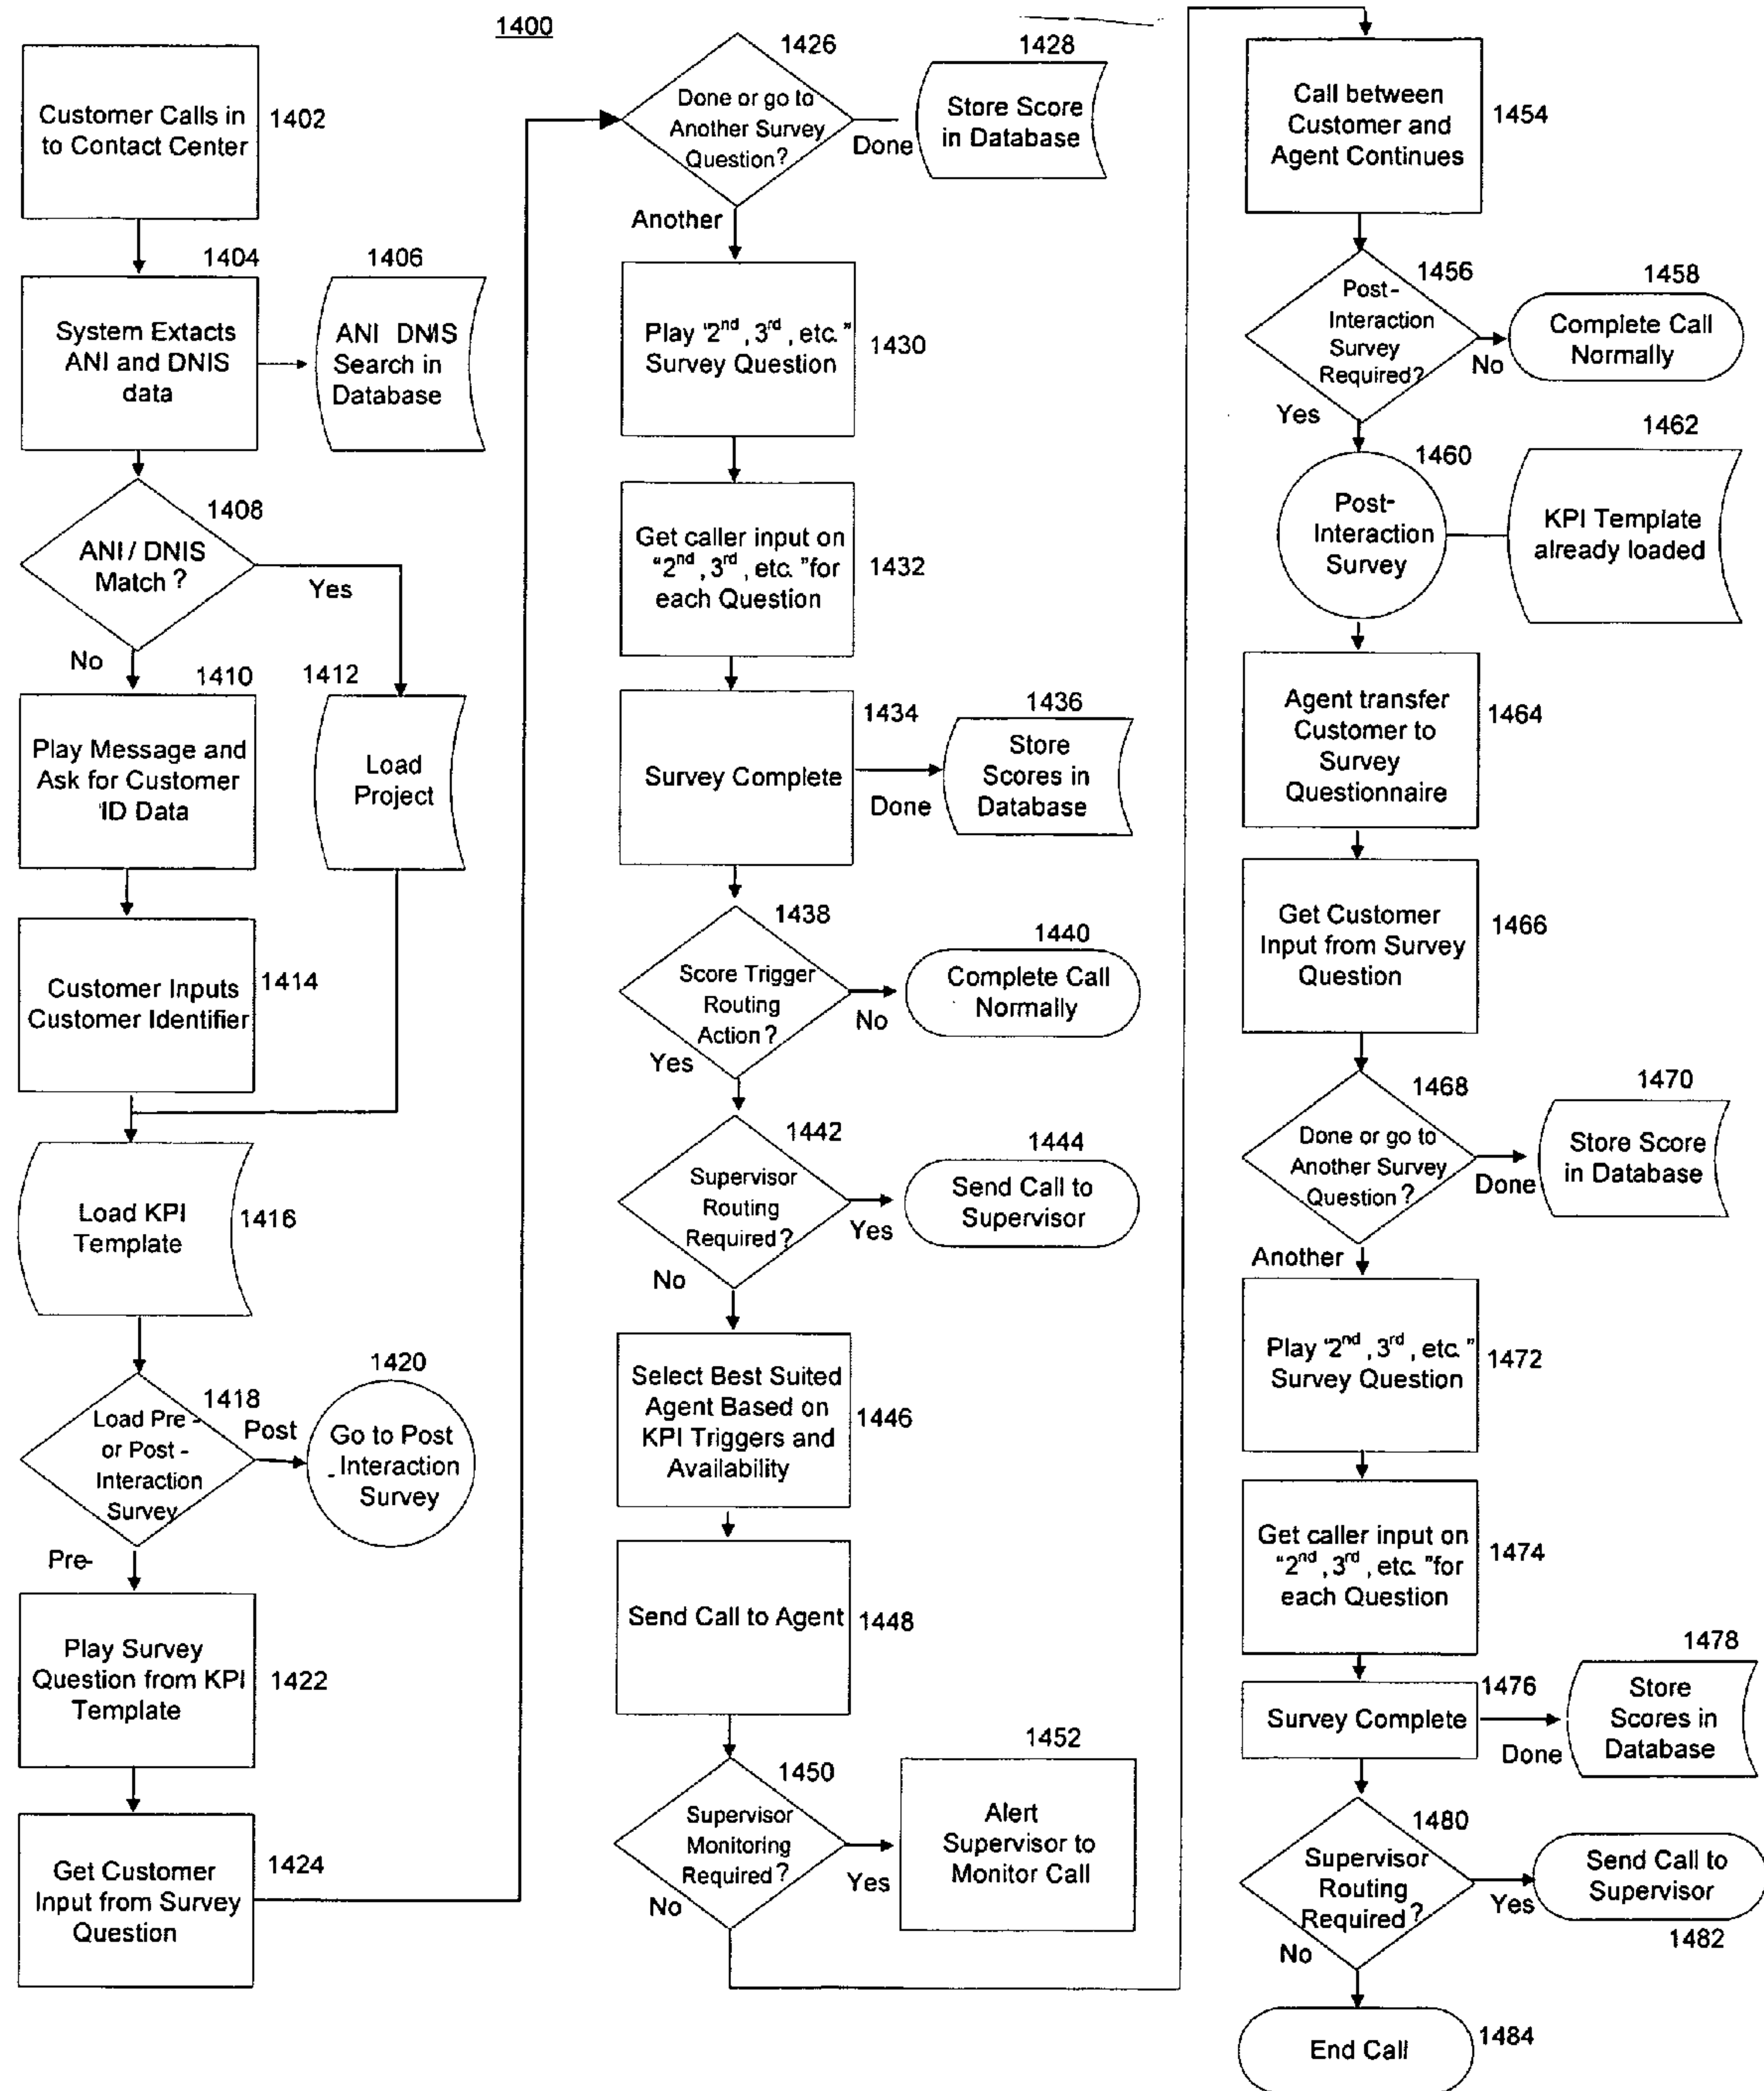 1400
Customer Calls in
to Contact Center
1402
1404
System Extacts
ANI and DNIS
data
1406
ANI DNIS
Search in
Database
1408
ANI / DNIS
Match ?
Yes
No
1410
Play Message and
Ask for Customer
ID Data
1412
Load
Project
Customer Inputs
Customer Identifier
1414
Load KPI
Template
1416
1418
Load Pre -
or Post -
Interaction
Survey
Post
1420
Go to Post
- Interaction
Survey
Pre-
Play Survey
Question from KPI
Template
1422
Get Customer
Input from Survey
Question
1424
1426
Done or go to
Another Survey
Question?
Done
1428
Store Score
in Database
Another
Play "2nd, 3rd, etc."
Survey Question
1430
Get caller input on
"2nd, 3rd, etc. "for
each Question
1432
1434
Survey Complete
Done
1436
Store
Scores in
Database
1438
Score Trigger
Routing
Action?
No
1440
Complete Call
Normally
Yes
1442
Supervisor
Routing
Required?
Yes
1444
Send Call to
Supervisor
No
Select Best Suited
Agent Based on
KPI Triggers and
Availability
1446
Send Call to Agent
1448
1450
Supervisor
Monitoring
Required?
Yes
1452
Alert
Supervisor to
Monitor Call
No
Call between
Customer and
Agent Continues
1454
1456
Post-
Interaction
Survey
Required?
No
1458
Complete Call
Normally
Yes
1460
Post-
Interaction
Survey
1462
KPI Template
already loaded
Agent transfer
Customer to
Survey
Questionnaire
1464
Get Customer
Input from Survey
Question
1466
1468
Done or go to
Another Survey
Question?
Done
1470
Store Score
in Database
Another
Play "2nd, 3rd, etc."
Survey Question
1472
Get caller input on
"2nd, 3rd, etc. "for
each Question
1474
1476
Survey Complete
Done
1478
Store
Scores in
Database
1480
Supervisor
Routing
Required?
Yes
Send Call to
Supervisor
1482
No
End Call
1484